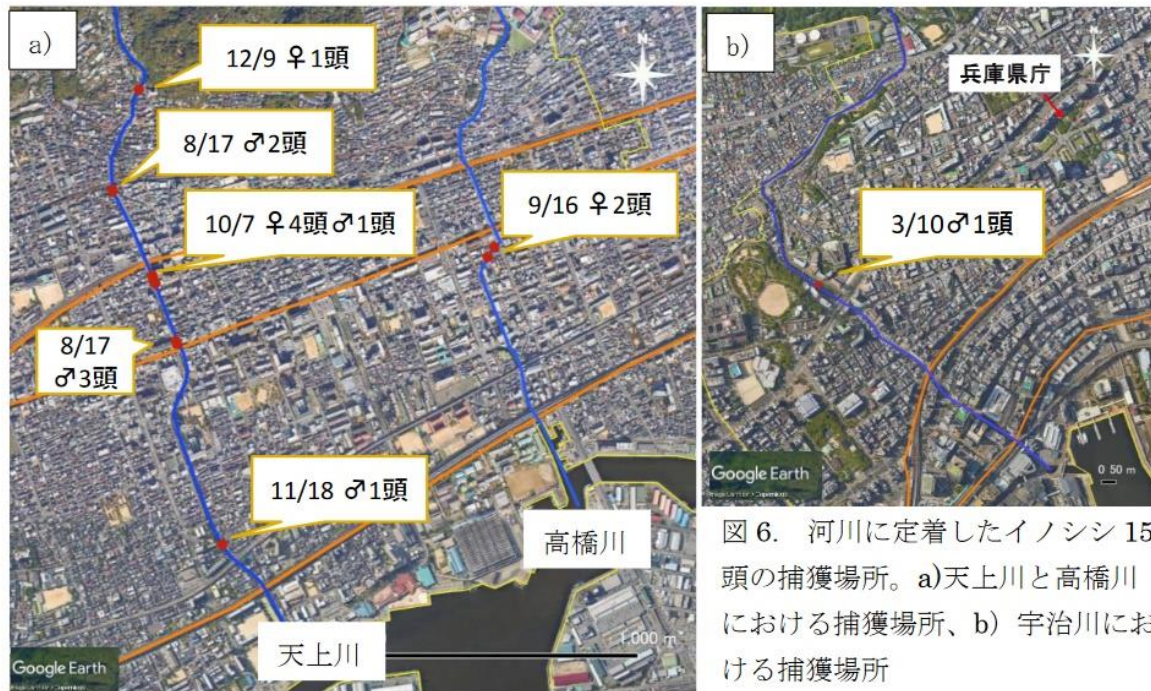 a)
N
12/9 ♀1頭
8/17 ♂2頭
10/7 ♀4頭♂1頭
9/16 ♀2頭
8/17
♂3頭
11/18 ♂1頭
高橋川
天上川
1,000 m
Google Earth
b)
兵庫県庁
3/10♂1頭
Google Earth
0 50 m
図 6. 河川に定着したイノシシ 15
頭の捕獲場所。a)天上川と高橋川
における捕獲場所、b) 宇治川にお
ける捕獲場所